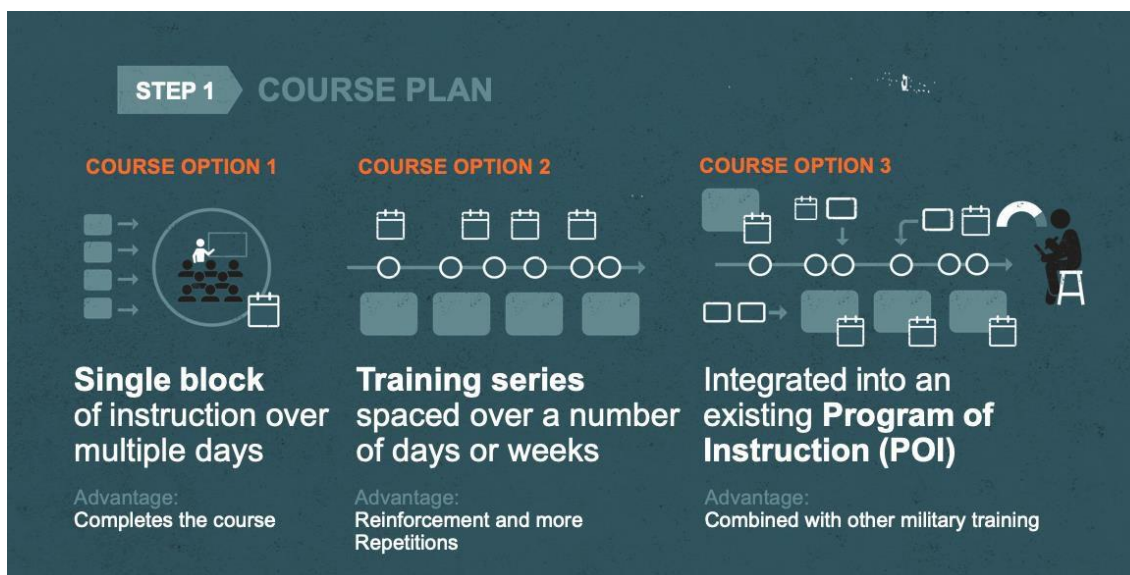 STEP 1
COURSE PLAN
COURSE OPTION 1
Single block
of instruction over
multiple days
Advantage:
Completes the course
COURSE OPTION 2
Training series
spaced over a number
of days or weeks
Advantage:
Reinforcement and more
Repetitions
COURSE OPTION 3
Integrated into an
existing Program of
Instruction (POI)
Advantage:
Combined with other military training